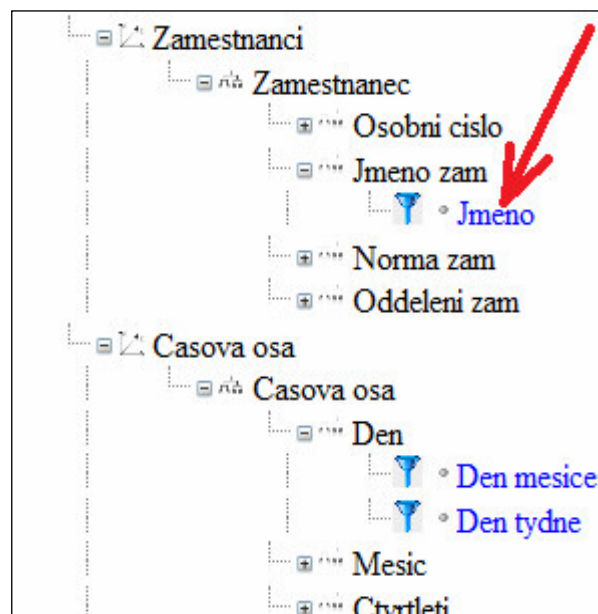 Zamestnanci
Zamestnanec
Osobni cislo
Jmeno zam
Jmeno
Norma zam
Oddeleni zam
Casova osa
Casova osa
Den
Den mesice
Den tydne
Mesic
Ctvrtleti